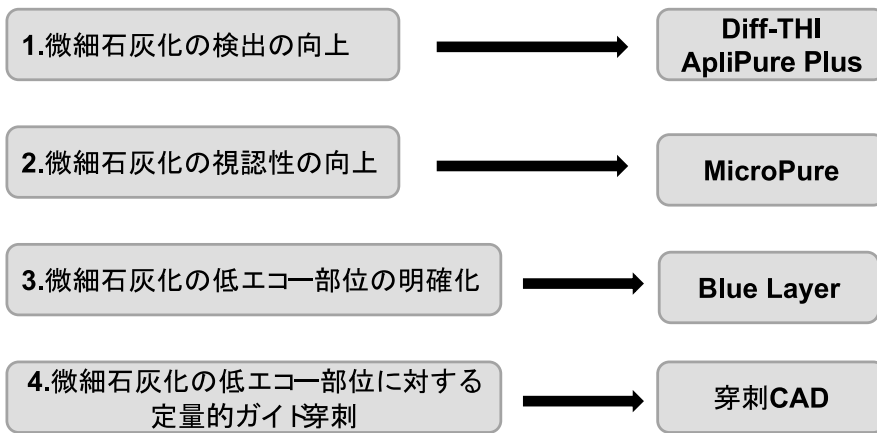 1.微細石灰化の検出の向上
Diff-THI
ApliPure Plus
2.微細石灰化の視認性の向上
MicroPure
3.微細石灰化の低エコー部位の明確化
Blue Layer
4.微細石灰化の低エコー部位に対する
定量的ガイド穿刺
穿刺CAD